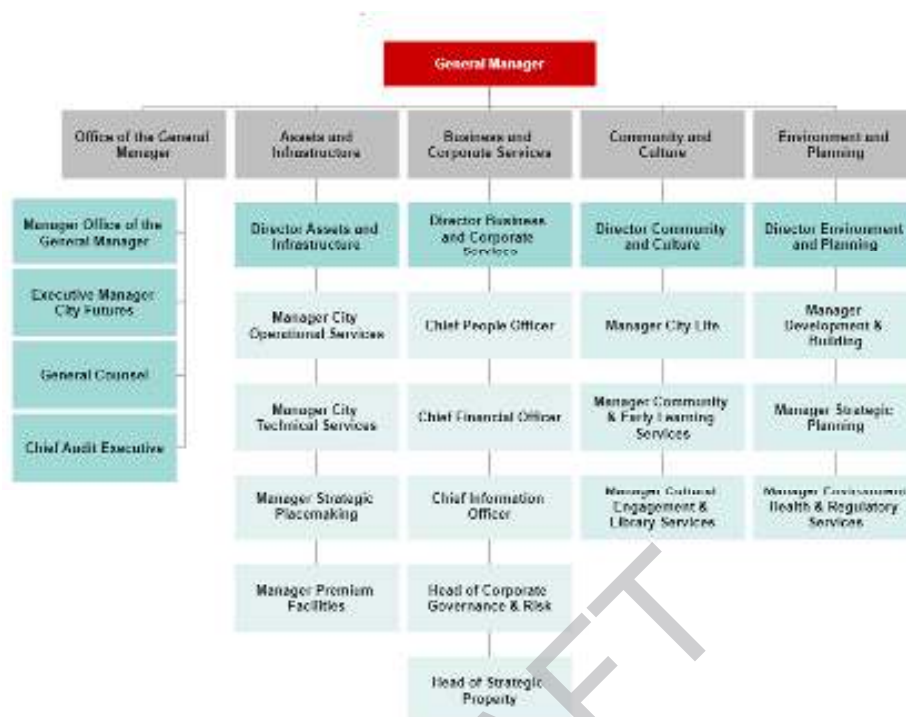 General Manager
Office of the General
Manager
Assets and
Infrastructure
Business and
Corporate Services
Community and
Culture
Environment and
Planning
Manager Office of the
General Manager
Executive Manager
City Futures
General Counsel
Chief Audit Executive
Director Assets and
Infrastructure
Manager City
Operational Services
Manager City
Technical Services
Manager Strategic
Placemaking
Manager Premium
Facilities
Director Business
and Corporate
Services
Chief People Officer
Chief Financial Officer
Chief Information
Officer
Head of Corporate
Governance & Risk
Head of Strategic
Property
Director Community
and Culture
Manager City Life
Manager Community
& Early Learning
Services
Manager Cultural
Engagement &
Library Services
Director Environment
and Planning
Manager
Development &
Building
Manager Strategic
Planning
Manager Environment
Health & Regulatory
Services
AFT